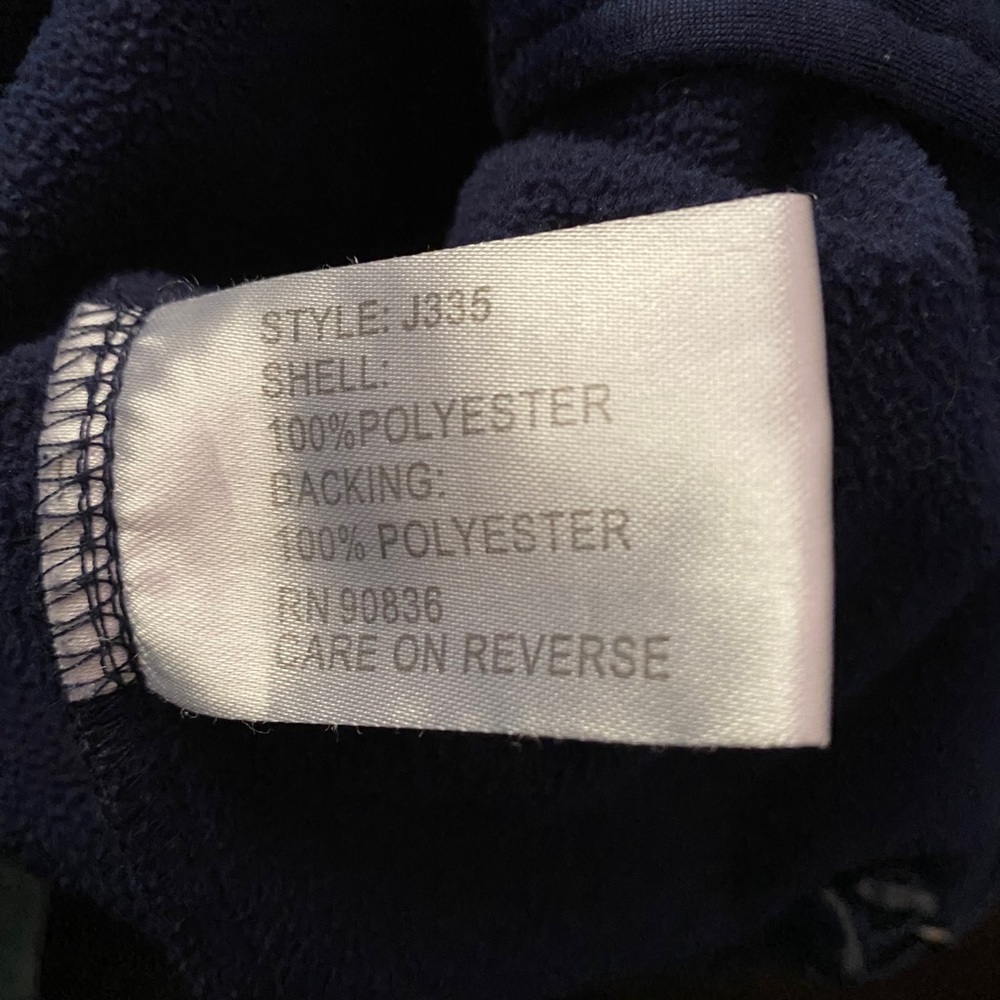 STYLE: J335
SHELL:
100%POLYESTER
BACKING:
100% POLYESTER
RN 90836
CARE ON REVERSE